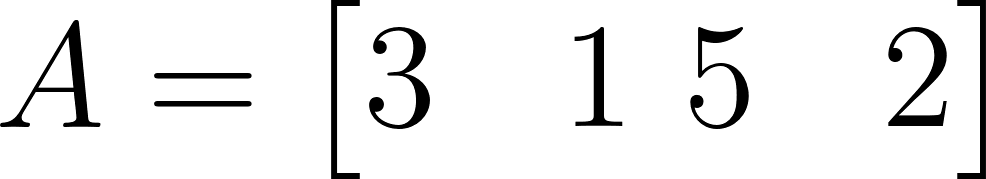 A = [3 1 5 2]